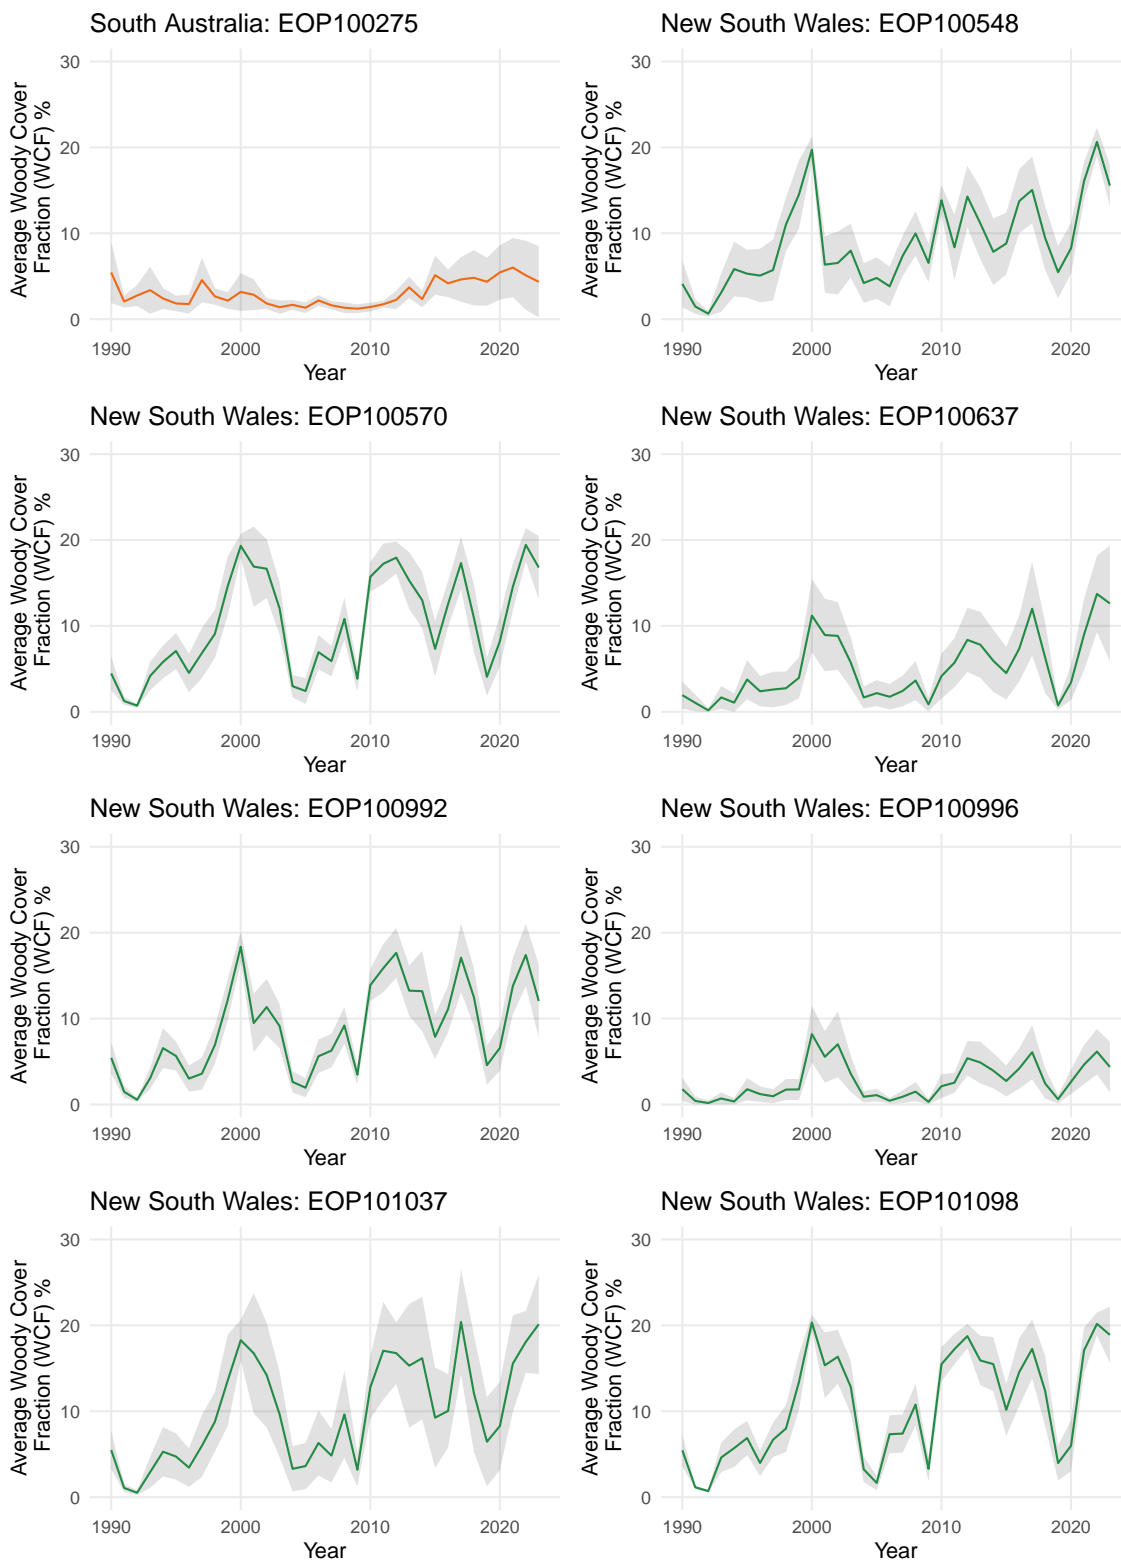 South Australia: EOP100275
Average Woody Cover
Fraction (WCF) %
30
20
10
0
1990
2000
2010
2020
Year
New South Wales: EOP100548
Average Woody Cover
Fraction (WCF) %
30
20
10
0
1990
2000
2010
2020
Year
New South Wales: EOP100570
Average Woody Cover
Fraction (WCF) %
30
20
10
0
1990
2000
2010
2020
Year
New South Wales: EOP100637
Average Woody Cover
Fraction (WCF) %
30
20
10
0
1990
2000
2010
2020
Year
New South Wales: EOP100992
Average Woody Cover
Fraction (WCF) %
30
20
10
0
1990
2000
2010
2020
Year
New South Wales: EOP100996
Average Woody Cover
Fraction (WCF) %
30
20
10
0
1990
2000
2010
2020
Year
New South Wales: EOP101037
Average Woody Cover
Fraction (WCF) %
30
20
10
0
1990
2000
2010
2020
Year
New South Wales: EOP101098
Average Woody Cover
Fraction (WCF) %
30
20
10
0
1990
2000
2010
2020
Year